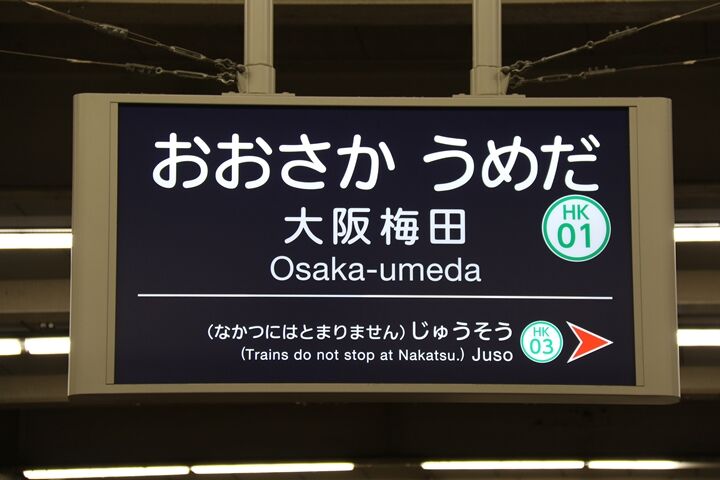 おおさか うめだ
大阪梅田
HK
01
Osaka-umeda
(なかつにはとまりません)じゅうそう
HK
03
(Trains do not stop at Nakatsu.) Juso